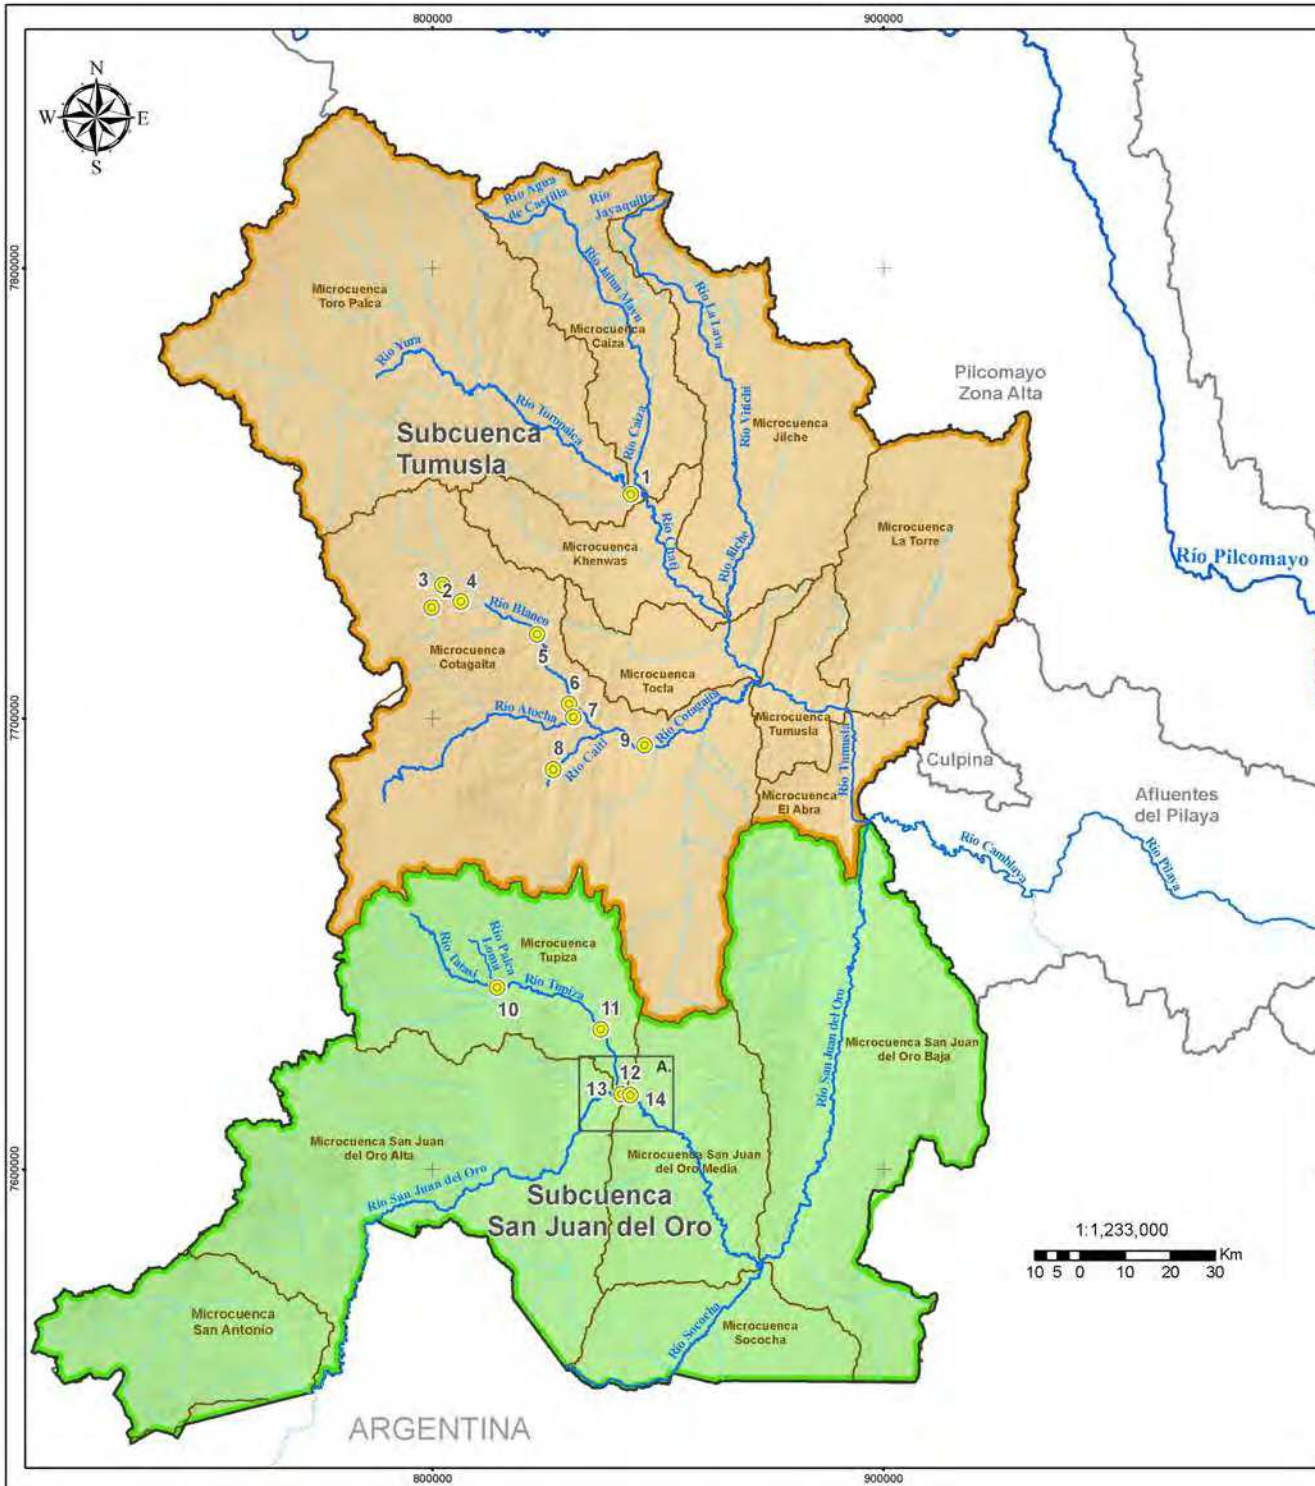 800000
900000
N
W
E
S
Río Agua
de Castilla
Río
Jayaquilla
7800000
Microcuenca
Toro Palca
Río Jatun Mayu
Río La Lava
Microcuenca
Caiza
Río Yura
Pilcomayo
Zona Alta
Río Toropalca
Río Caiza
Río Vitichi
Microcuenca
Jilche
Subcuenca
Tumusla
1
Microcuenca
La Torre
Microcuenca
Khenwas
Río Chati
Río Jilche
Río Pilcomayo
3
4
2
Río Blanco
Microcuenca
Cotagaita
5
Microcuenca
Tocla
6
7
Río Atocha
Río Cotagaita
7700000
Microcuenca
Tumusla
9
8
Río Caiti
Río Tumusla
Culpina
Microcuenca
El Abra
Afluentes
del Pilaya
Río Camblaya
Río Pilaya
Microcuenca
Tupiza
Río Tatasi
Río Palca
Loma
Río Tupiza
10
11
Río San Juan del Oro
Microcuenca San Juan
del Oro Baja
A.
12
13
14
Microcuenca San Juan
del Oro Alta
Microcuenca San Juan
del Oro Media
7600000
Río San Juan del Oro
Subcuenca
San Juan del Oro
1:1,233,000
Km
10 5 0 10 20 30
Microcuenca
San Antonio
Río Sococha
Microcuenca
Sococha
ARGENTINA
800000
900000